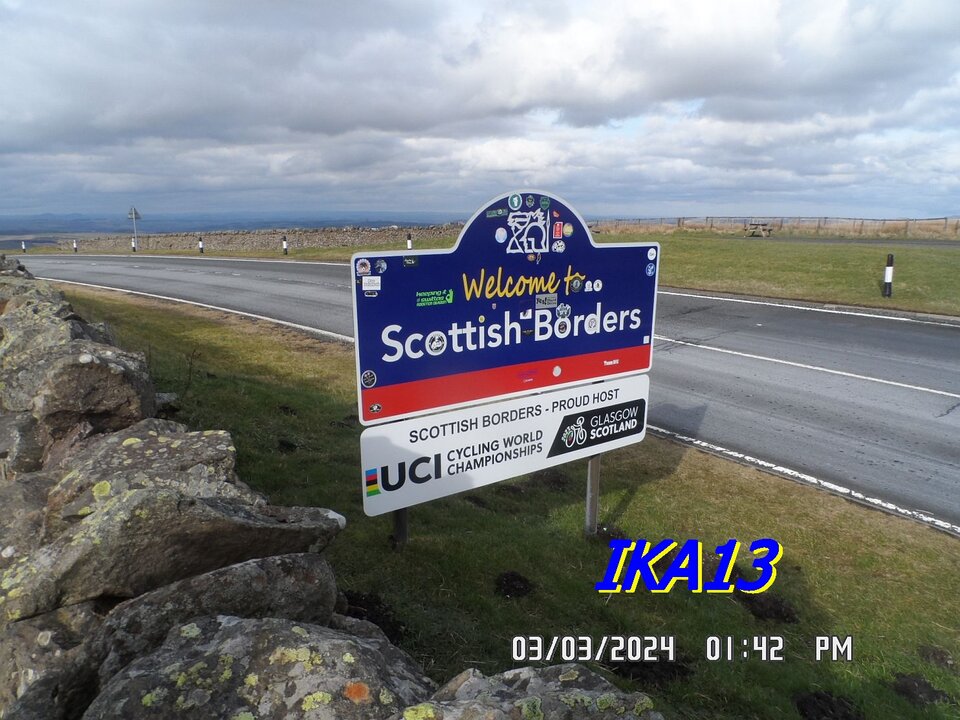 Welcome to
Scottish Borders
SCOTTISH BORDERS - PROUD HOST
UCI CYCLING WORLD
CHAMPIONSHIPS
GLASGOW
SCOTLAND
IKA13
03/03/2024 01:42 PM